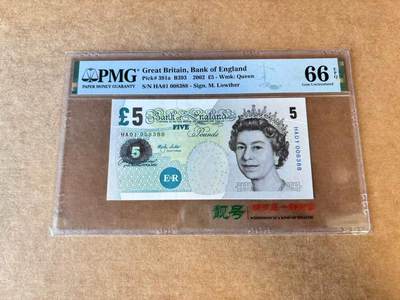 PMG
PAPER MONEY GUARANTY
Great Britain, Bank of England
Pick# 391a B393 2002 £5 - Wmk: Queen
S/N HA01 008388 - Sign. M. Lowther
66 EPQ
Gem Uncirculated
£5
Bank of England
5
HA01 008388
FIVE
Pounds
HA01 008388
5
E·R
靓号